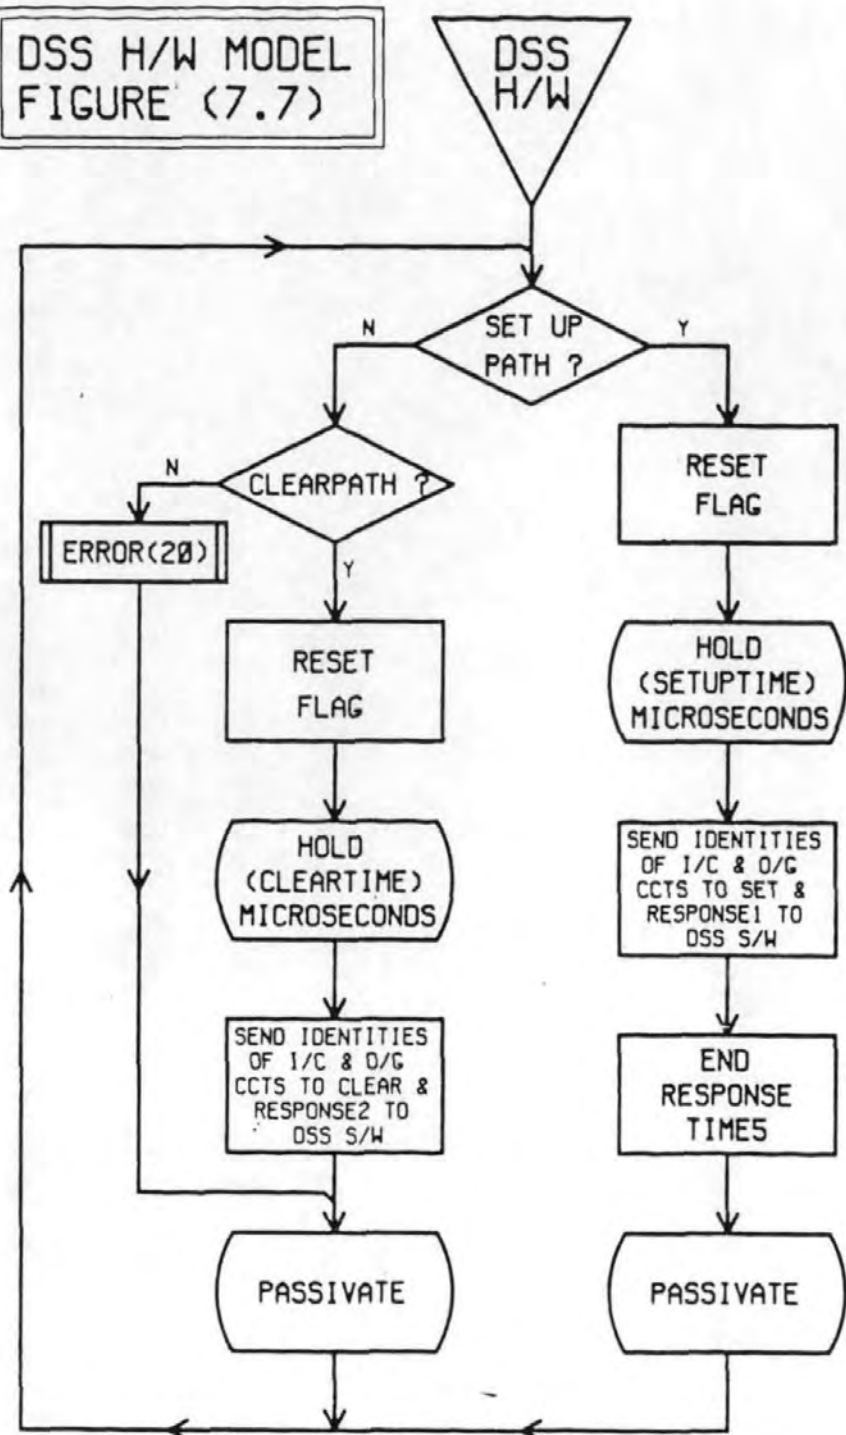 DSS H/W MODEL
FIGURE (7.7)
DSS
H/W
SET UP
PATH ?
N
Y
CLEARPATH ?
N
Y
ERROR(20)
RESET
FLAG
HOLD
(CLEARTIME)
MICROSECONDS
SEND IDENTITIES
OF I/C & O/G
CCTS TO CLEAR &
RESPONSE2 TO
DSS S/W
PASSIVATE
RESET
FLAG
HOLD
(SETUPTIME)
MICROSECONDS
SEND IDENTITIES
OF I/C & O/G
CCTS TO SET &
RESPONSE1 TO
DSS S/W
END
RESPONSE
TIME5
PASSIVATE